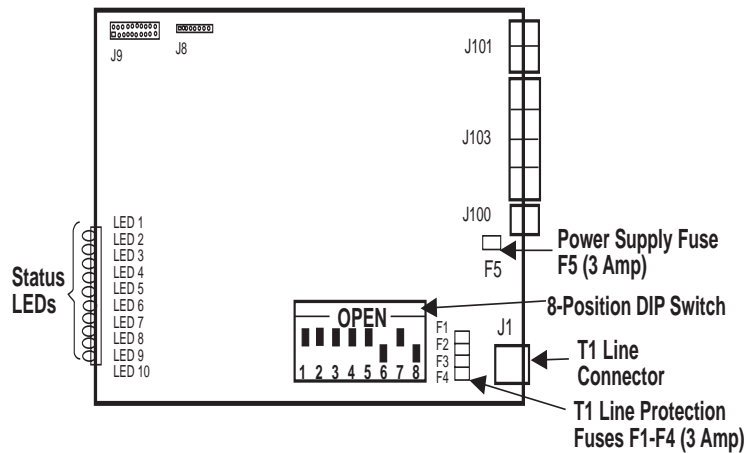 J9
J8
J101
J103
J100
F5
Power Supply Fuse
F5 (3 Amp)
LED 1
LED 2
LED 3
LED 4
LED 5
LED 6
LED 7
LED 8
LED 9
LED 10
Status
LEDs
OPEN
1 2 3 4 5 6 7 8
8-Position DIP Switch
F1
F2
F3
F4
J1
T1 Line
Connector
T1 Line Protection
Fuses F1-F4 (3 Amp)